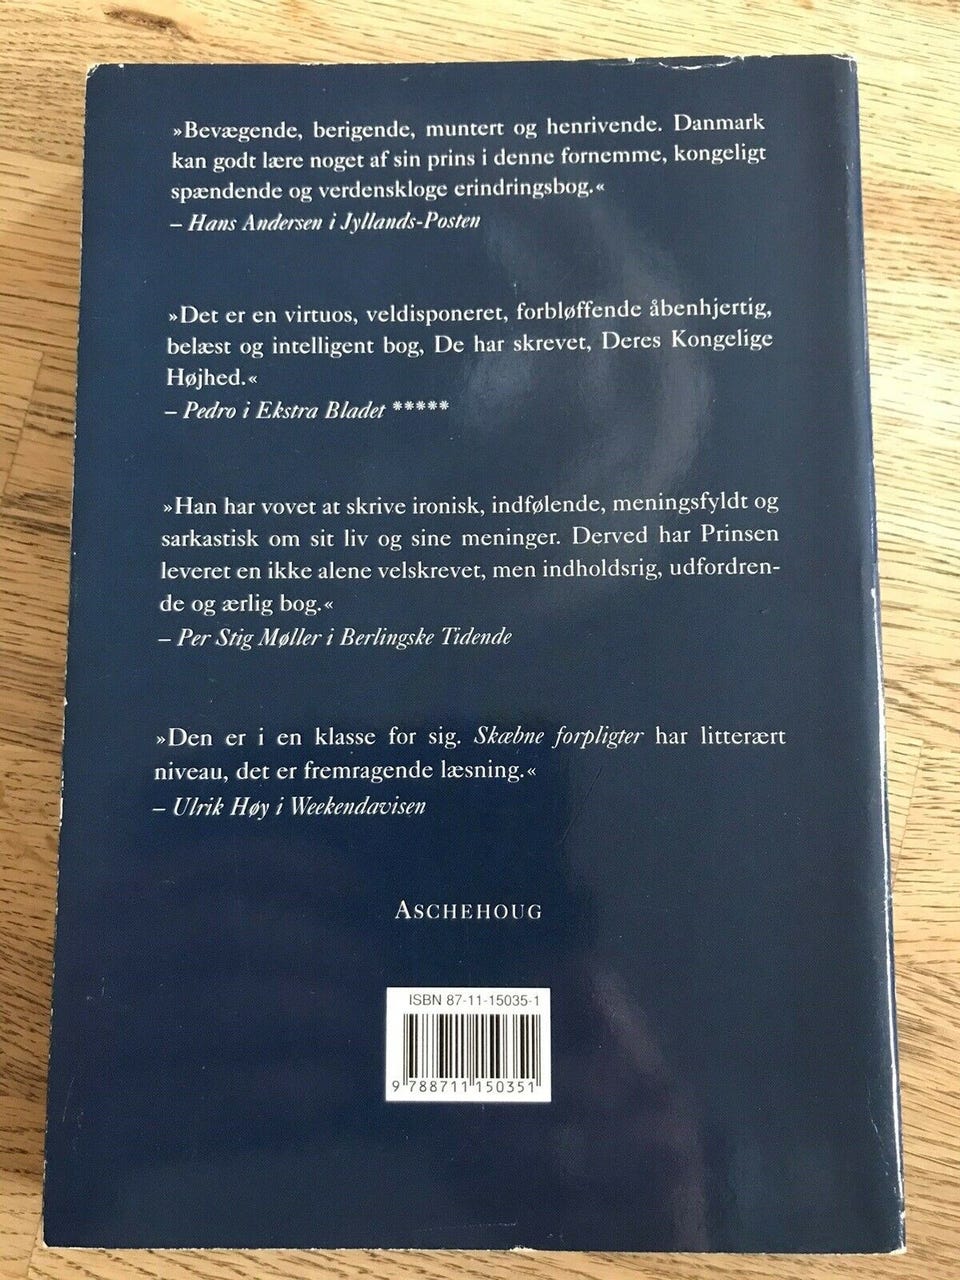 »Bevægende, berigende, muntert og henrivende. Danmark
kan godt lære noget af sin prins i denne fornemme, kongeligt
spændende og verdenskloge erindringsbog.«
– Hans Andersen i Jyllands-Posten
»Det er en virtuos, veldisponeret, forbløffende åbenhjertig,
belæst og intelligent bog, De har skrevet, Deres Kongelige
Højhed.«
– Pedro i Ekstra Bladet *****
»Han har vovet at skrive ironisk, indfølende, meningsfyldt og
sarkastisk om sit liv og sine meninger. Derved har Prinsen
leveret en ikke alene velskrevet, men indholdsrig, udfordren-
de og ærlig bog.«
– Per Stig Møller i Berlingske Tidende
»Den er i en klasse for sig. Skæbne forpligter har litterært
niveau, det er fremragende læsning.«
– Ulrik Høy i Weekendavisen
ASCHEHOUG
ISBN 87-11-15035-1
9 788711 150351